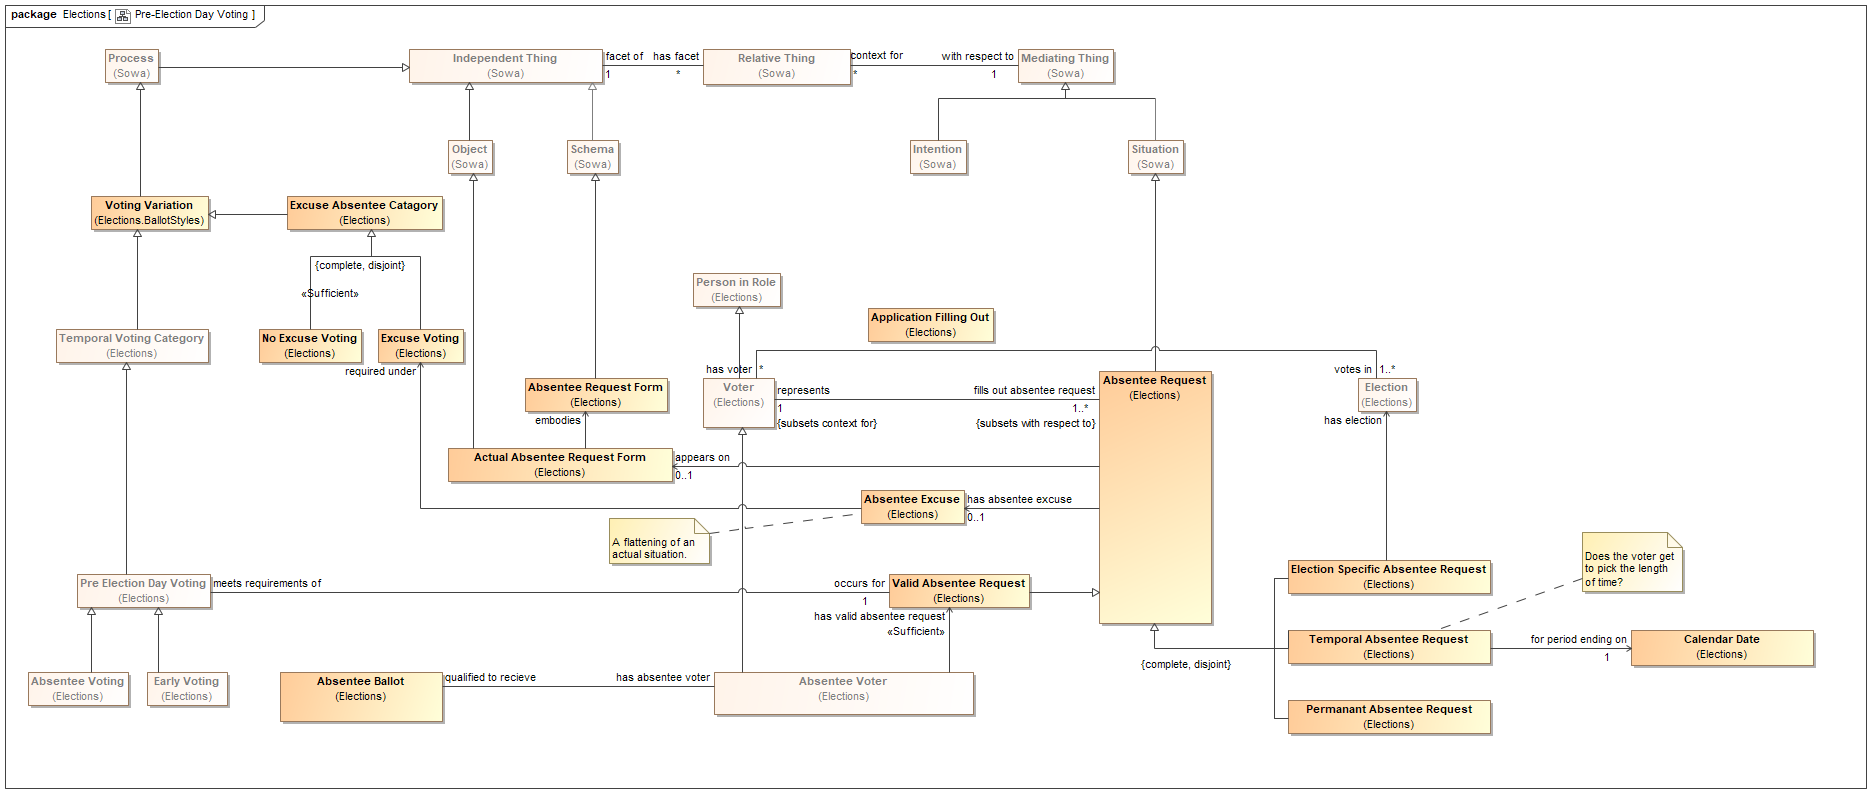 package Elections [ Pre-Election Day Voting ]
Process
(Sowa)
Independent Thing
(Sowa)
facet of
1
has facet
*
Relative Thing
(Sowa)
context for
*
with respect to
1
Mediating Thing
(Sowa)
Object
(Sowa)
Schema
(Sowa)
Intention
(Sowa)
Situation
(Sowa)
Voting Variation
(Elections.BallotStyles)
Excuse Absentee Catagory
(Elections)
{complete, disjoint}
«Sufficient»
Person in Role
(Elections)
Application Filling Out
(Elections)
Temporal Voting Category
(Elections)
No Excuse Voting
(Elections)
Excuse Voting
(Elections)
required under
has voter
*
votes in
1..*
Absentee Request Form
(Elections)
embodies
Voter
(Elections)
represents
1
{subsets context for}
fills out absentee request
1..*
{subsets with respect to}
Absentee Request
(Elections)
Election
(Elections)
has election
Actual Absentee Request Form
(Elections)
appears on
0..1
Absentee Excuse
(Elections)
has absentee excuse
0..1
A flattening of an
actual situation.
Does the voter get
to pick the length
of time?
Pre Election Day Voting
(Elections)
meets requirements of
occurs for
1
Valid Absentee Request
(Elections)
has valid absentee request
«Sufficient»
Election Specific Absentee Request
(Elections)
Temporal Absentee Request
(Elections)
for period ending on
1
Calendar Date
(Elections)
{complete, disjoint}
Absentee Voting
(Elections)
Early Voting
(Elections)
Absentee Ballot
(Elections)
qualified to recieve
has absentee voter
Absentee Voter
(Elections)
Permanant Absentee Request
(Elections)